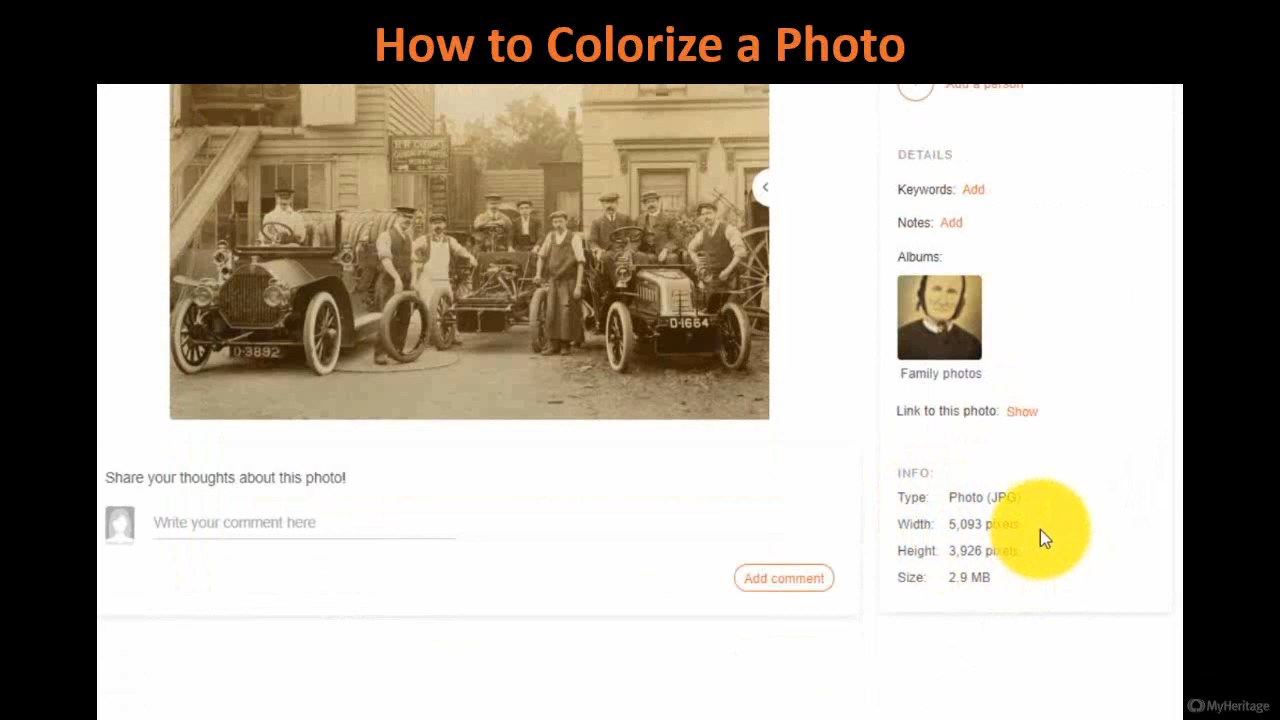 How to Colorize a Photo
Add a person
DETAILS
Keywords: Add
Notes: Add
Albums:
Family photos
Link to this photo: Show
INFO:
Type: Photo (JPG)
Width: 5,093 pixels
Height: 3,926 pixels
Size: 2.9 MB
D-3892
D-1664
Share your thoughts about this photo!
Write your comment here
Add comment
MyHeritage